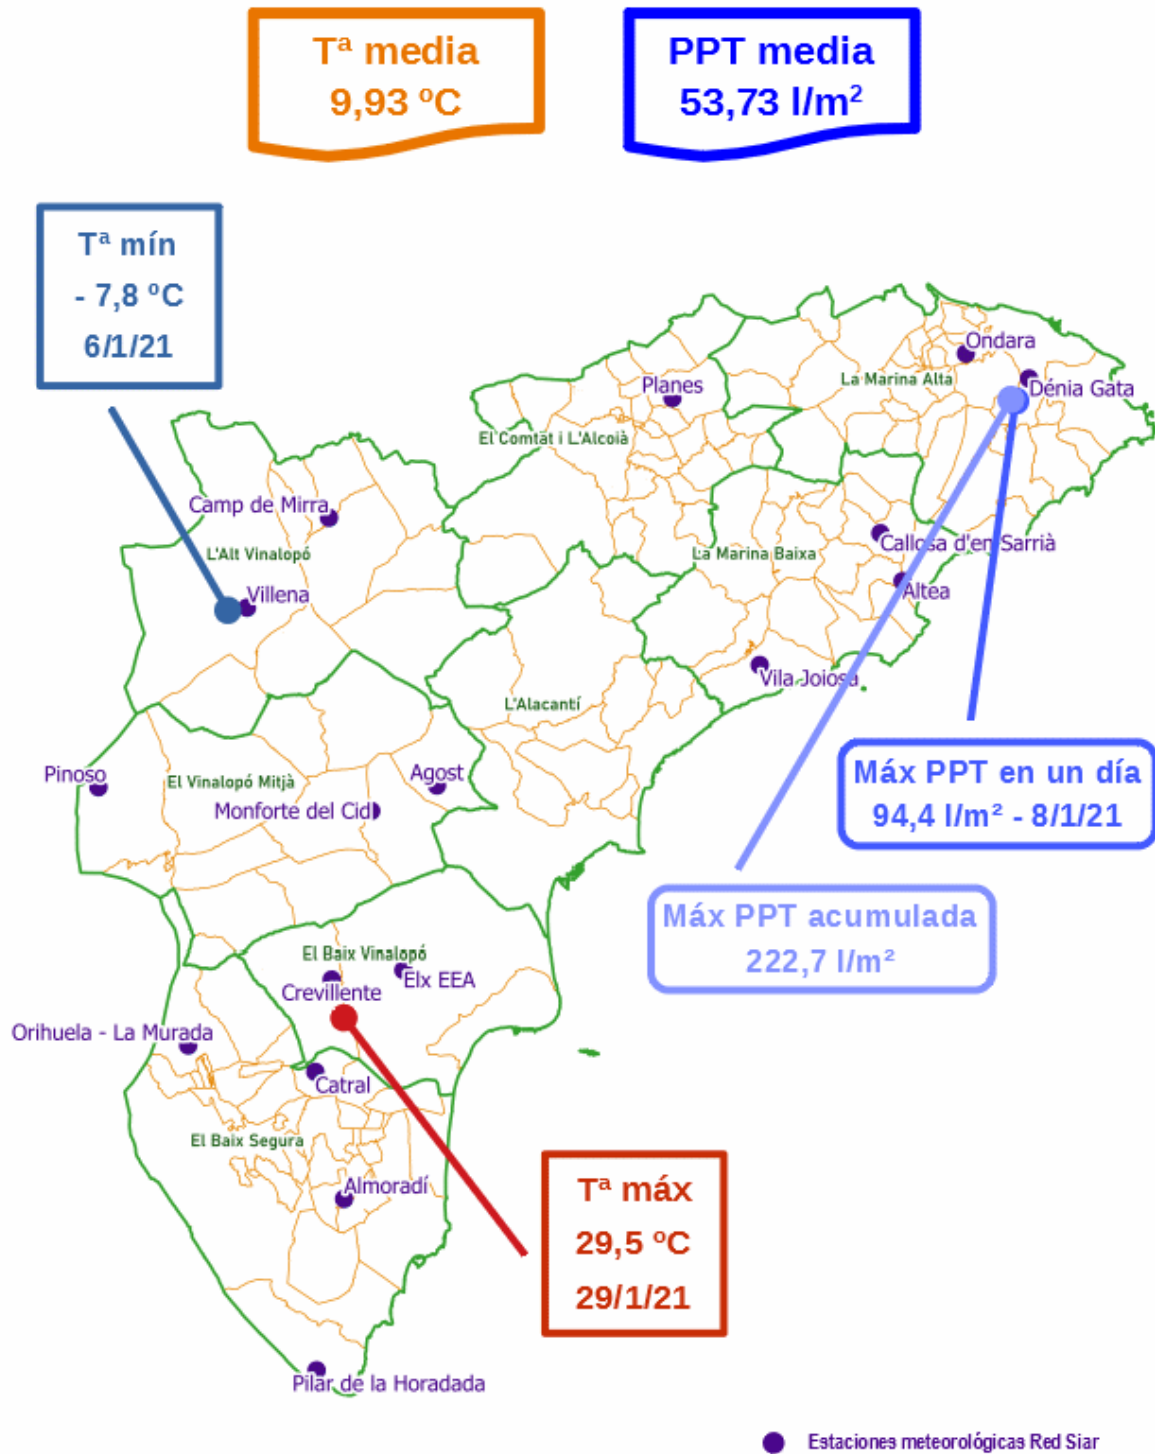 Tª media
9,93 ºC
PPT media
53,73 l/m²
Tª mín
- 7,8 ºC
6/1/21
Ondara
La Marina Alta
Dénia Gata
Planes
El Comtat i L'Alcoià
Camp de Mirra
L'Alt Vinalopó
La Marina Baixa
Callosa d'en Sarrià
Altea
Villena
Vila Joiosa
L'Alacantí
Pinoso
El Vinalopó Mitjà
Agost
Monforte del Cid
Máx PPT en un día
94,4 l/m² - 8/1/21
Máx PPT acumulada
222,7 l/m²
El Baix Vinalopó
Elx EEA
Crevillente
Orihuela - La Murada
Catral
El Baix Segura
Almoradí
Tª máx
29,5 ºC
29/1/21
Pilar de la Horadada
Estaciones meteorológicas Red Siar